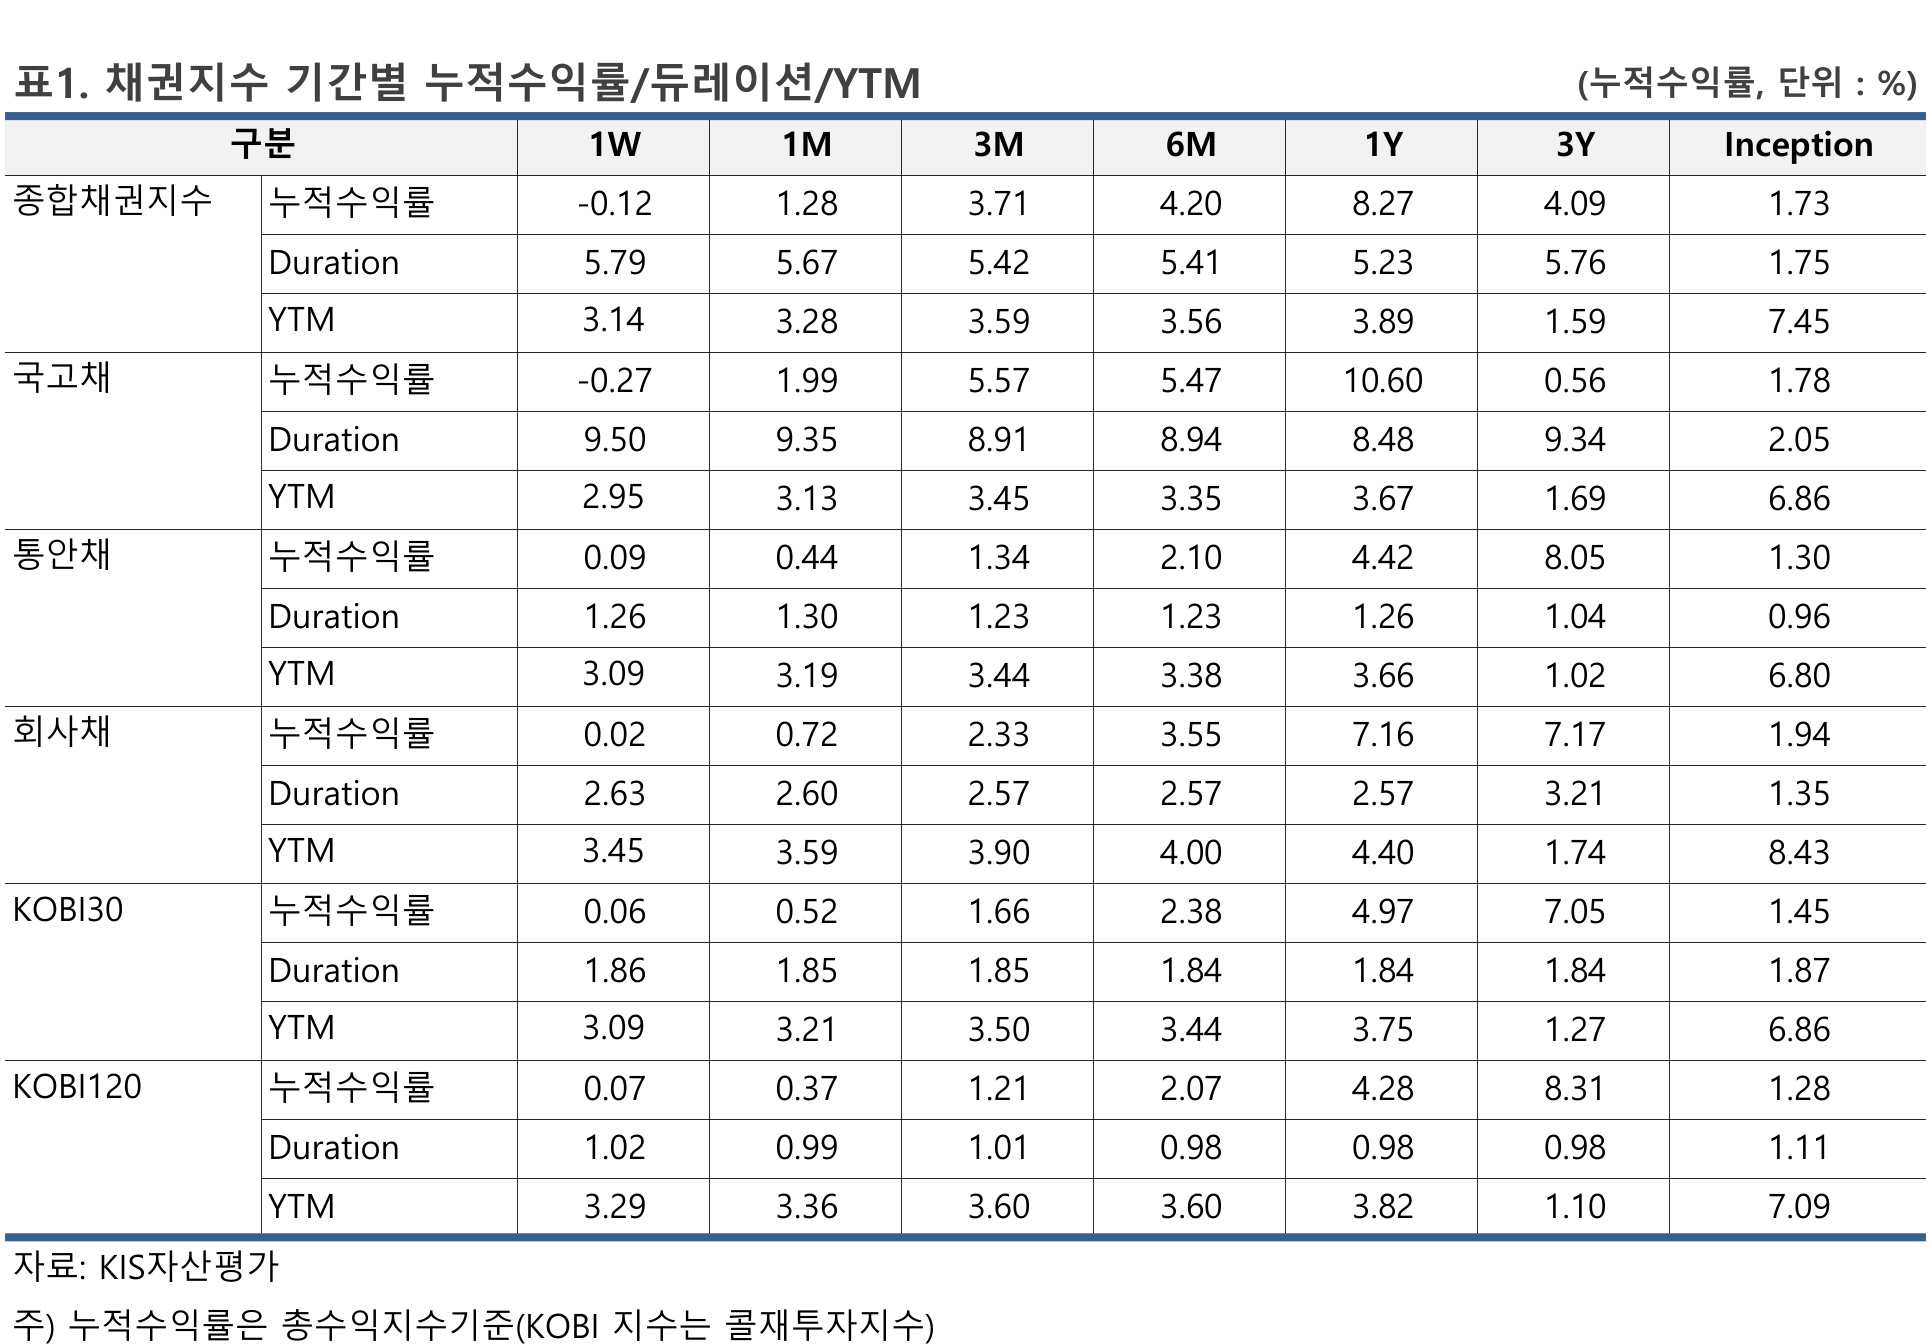 표1. 채권지수 기간별 누적수익률/듀레이션/YTM (누적수익률, 단위 : %)
구분 1W 1M 3M 6M 1Y 3Y Inception
종합채권지수 누적수익률 -0.12 1.28 3.71 4.20 8.27 4.09 1.73
Duration 5.79 5.67 5.42 5.41 5.23 5.76 1.75
YTM 3.14 3.28 3.59 3.56 3.89 1.59 7.45
국고채 누적수익률 -0.27 1.99 5.57 5.47 10.60 0.56 1.78
Duration 9.50 9.35 8.91 8.94 8.48 9.34 2.05
YTM 2.95 3.13 3.45 3.35 3.67 1.69 6.86
통안채 누적수익률 0.09 0.44 1.34 2.10 4.42 8.05 1.30
Duration 1.26 1.30 1.23 1.23 1.26 1.04 0.96
YTM 3.09 3.19 3.44 3.38 3.66 1.02 6.80
회사채 누적수익률 0.02 0.72 2.33 3.55 7.16 7.17 1.94
Duration 2.63 2.60 2.57 2.57 2.57 3.21 1.35
YTM 3.45 3.59 3.90 4.00 4.40 1.74 8.43
KOBI30 누적수익률 0.06 0.52 1.66 2.38 4.97 7.05 1.45
Duration 1.86 1.85 1.85 1.84 1.84 1.84 1.87
YTM 3.09 3.21 3.50 3.44 3.75 1.27 6.86
KOBI120 누적수익률 0.07 0.37 1.21 2.07 4.28 8.31 1.28
Duration 1.02 0.99 1.01 0.98 0.98 0.98 1.11
YTM 3.29 3.36 3.60 3.60 3.82 1.10 7.09
자료: KIS자산평가
주) 누적수익률은 총수익지수기준(KOBI 지수는 콜재투자지수)